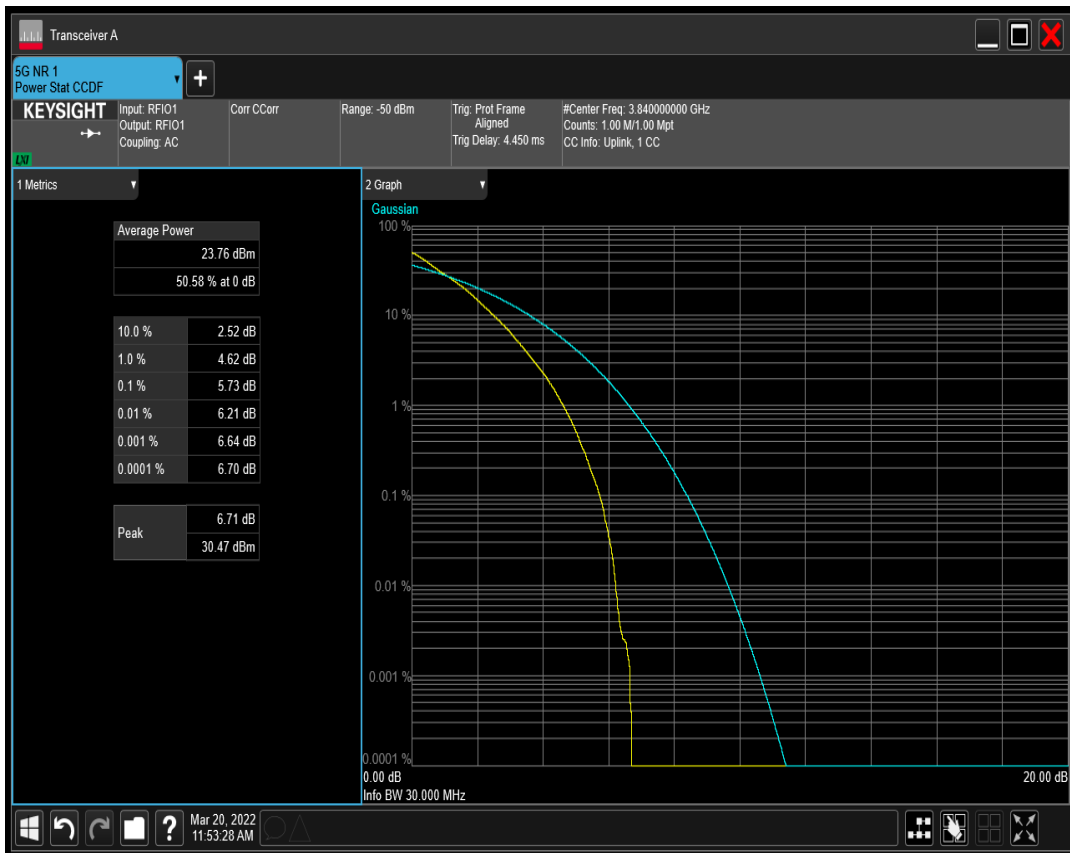 Transceiver A
5G NR 1
Power Stat CCDF
+
KEYSIGHT
LXI
Input: RFIO1
Output: RFIO1
Coupling: AC
Corr CCorr
Range: -50 dBm
Trig: Prot Frame
Aligned
Trig Delay: 4.450 ms
#Center Freq: 3.840000000 GHz
Counts: 1.00 M/1.00 Mpt
CC Info: Uplink, 1 CC
1 Metrics
Average Power
23.76 dBm
50.58 % at 0 dB
10.0 % 2.52 dB
1.0 % 4.62 dB
0.1 % 5.73 dB
0.01 % 6.21 dB
0.001 % 6.64 dB
0.0001 % 6.70 dB
Peak
6.71 dB
30.47 dBm
2 Graph
Gaussian
100 %
10 %
1 %
0.1 %
0.01 %
0.001 %
0.0001 %
0.00 dB 20.00 dB
Info BW 30.000 MHz
?
Mar 20, 2022
11:53:28 AM